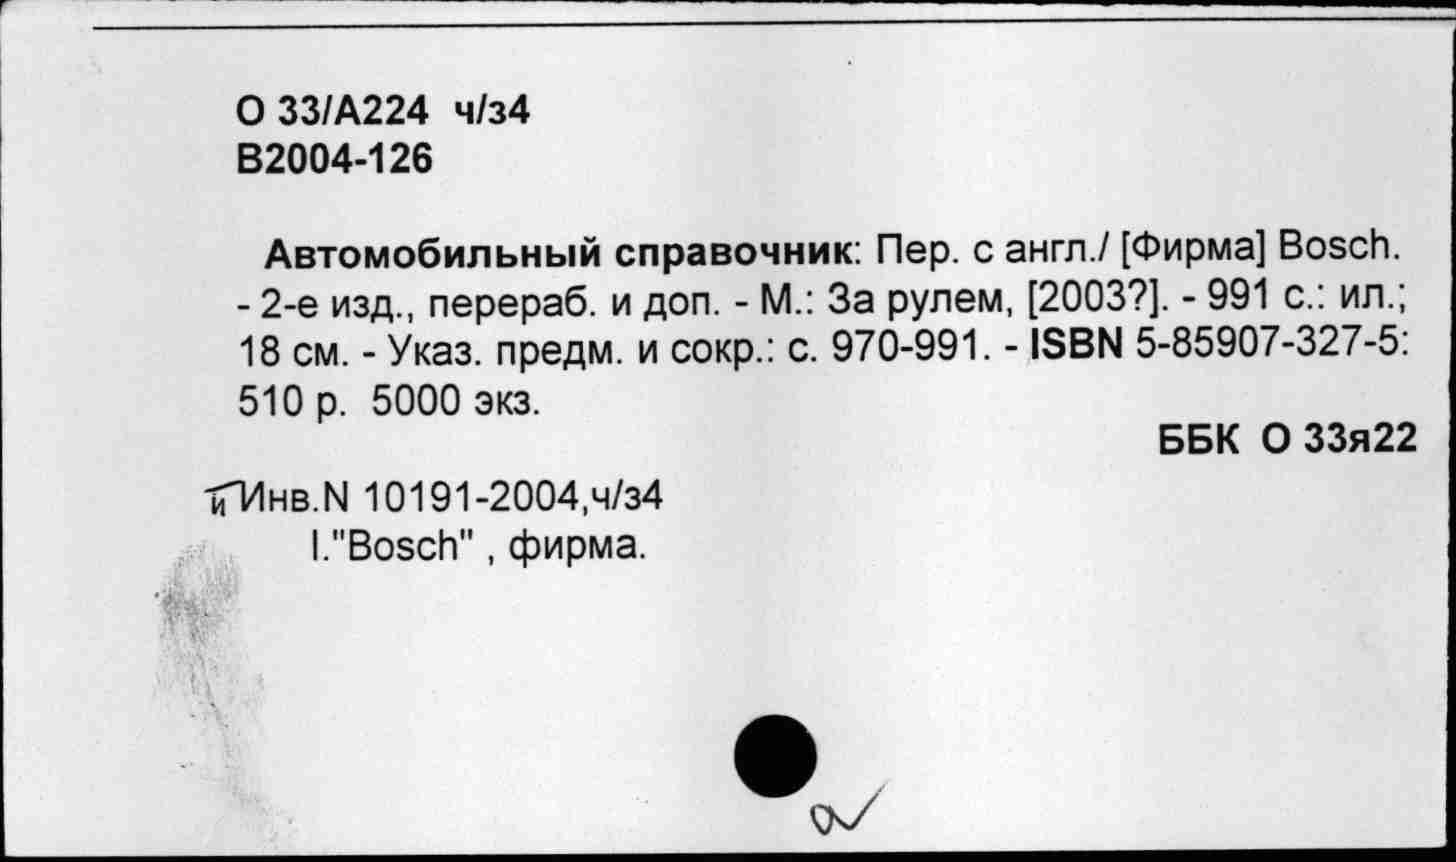 О 33/А224 ч/з4
В2004-126
Автомобильный справочник: Пер. с англ./ [Фирма] Bosch.
- 2-е изд., перераб. и доп. - М.: За рулем, [2003?]. - 991 с.: ил.;
18 см. - Указ. предм. и сокр.: с. 970-991. - ISBN 5-85907-327-5:
510 р. 5000 экз.
ББК О 33я22
и Инв.N 10191-2004,ч/з4
I."Bosch" , фирма.